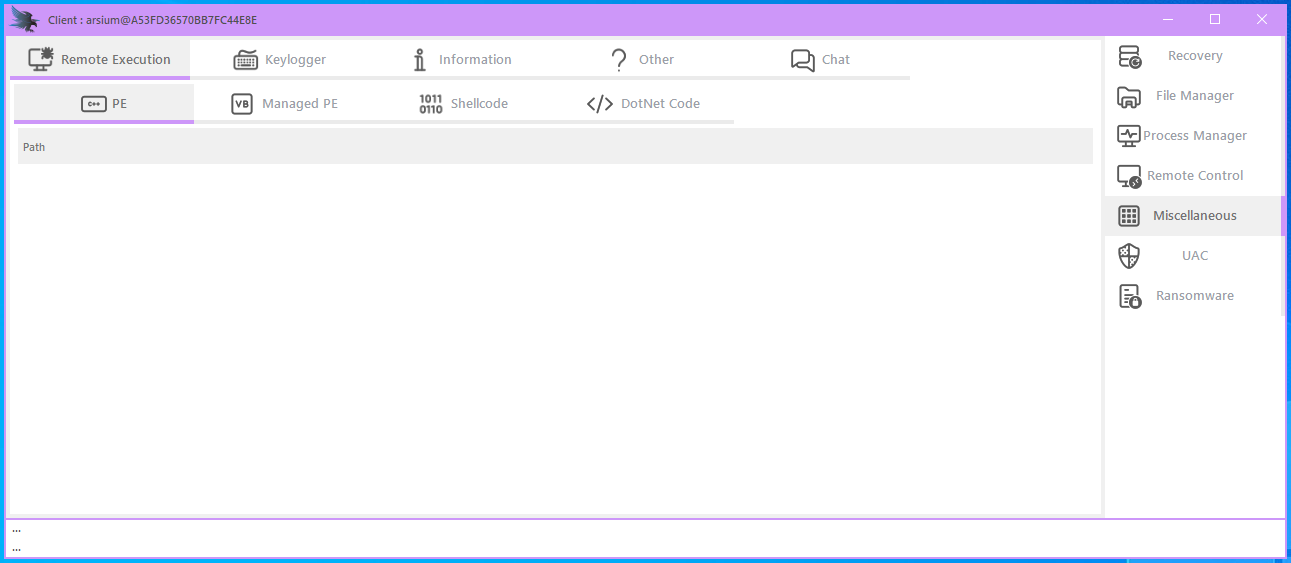 Client : arsium@A53FD36570BB7FC44E8E
Remote Execution Keylogger Information Other Chat
C++ PE VB Managed PE 1011 0110 Shellcode </> DotNet Code
Path
Recovery
File Manager
Process Manager
Remote Control
Miscellaneous
UAC
Ransomware
...
...